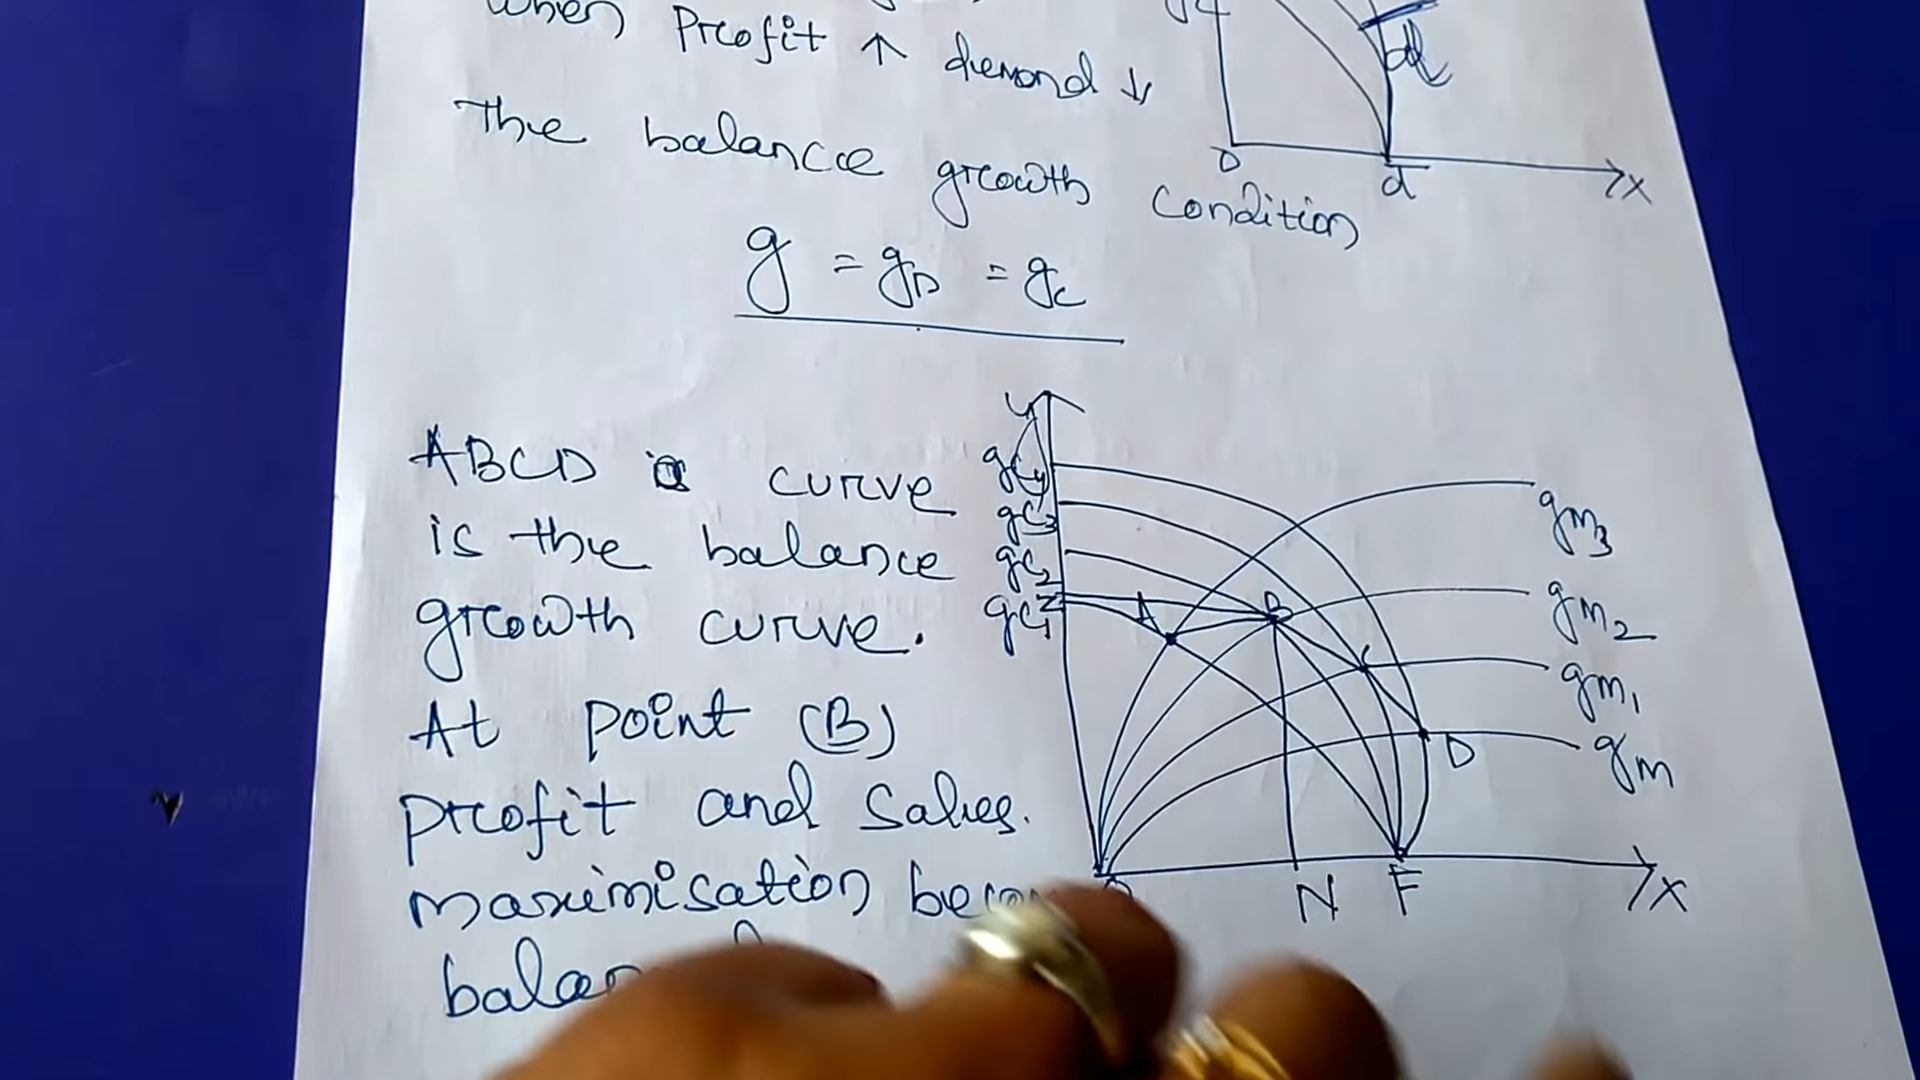 when Profit ↑ demand ↓
The balance growth condition
g = gD = gC
O
d
X
ABCD curve
is the balance
growth curve.
At point (B)
profit and Sales.
maximisation
y
gC4
gC3
gC2
gC1
Z
A
B
C
D
gm3
gm2
gm1
gm
N
F
X